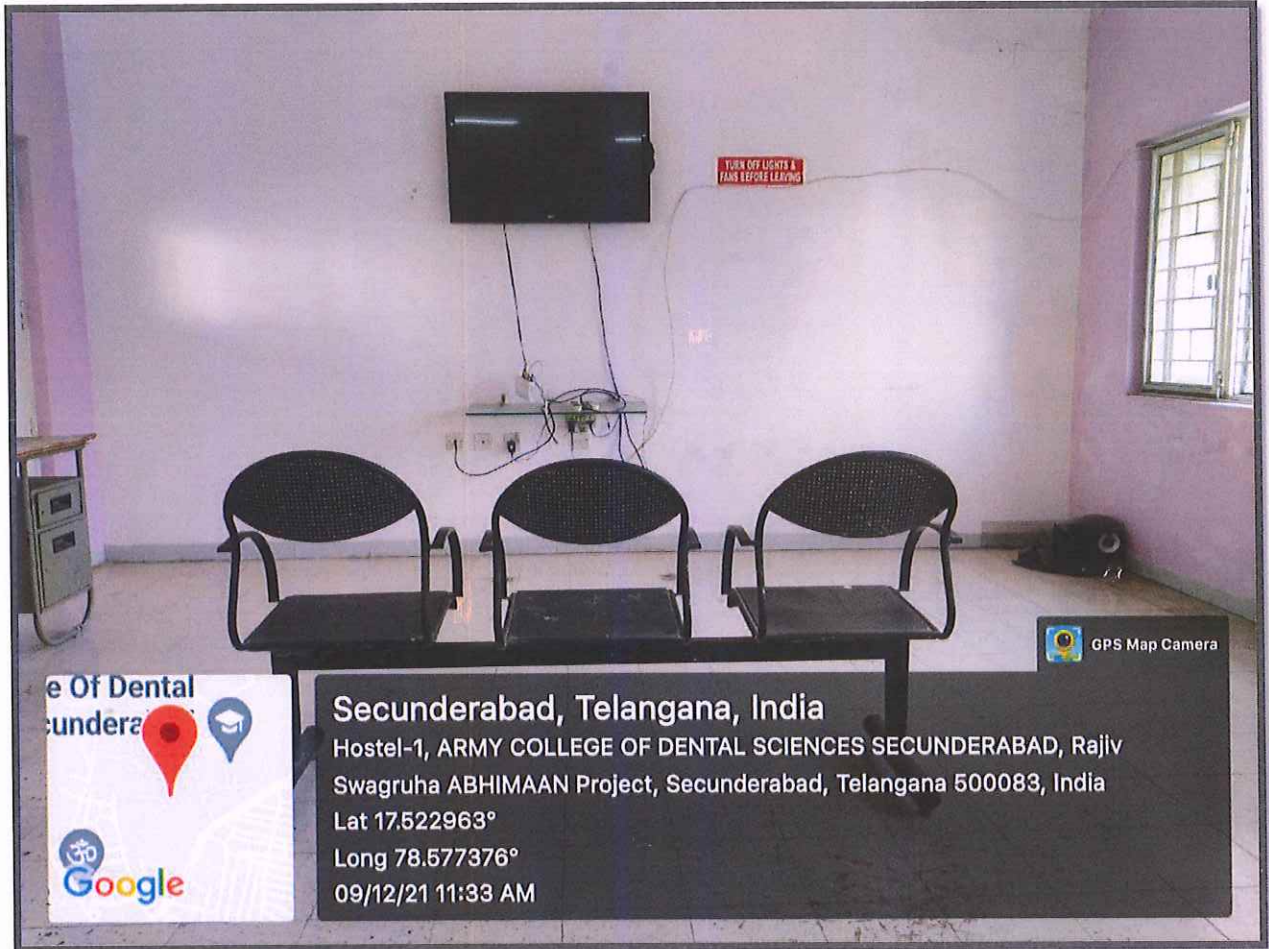 TURN OFF LIGHTS &
FANS BEFORE LEAVING
GPS Map Camera
e Of Dental
cundera
Google
Secunderabad, Telangana, India
Hostel-1, ARMY COLLEGE OF DENTAL SCIENCES SECUNDERABAD, Rajiv
Swagruha ABHIMAAN Project, Secunderabad, Telangana 500083, India
Lat 17.522963°
Long 78.577376°
09/12/21 11:33 AM